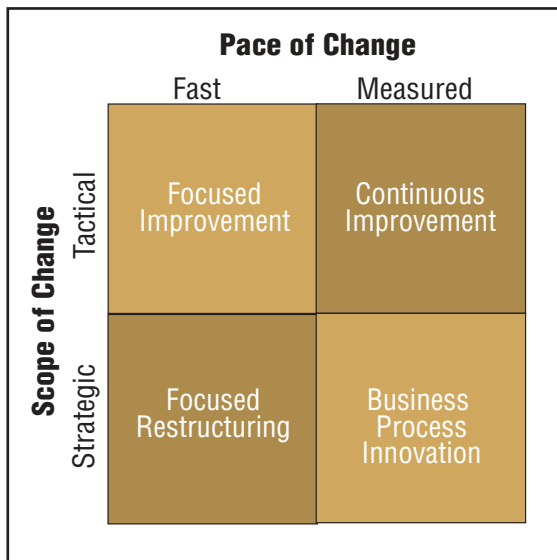 Pace of Change
Fast
Measured
Scope of Change
Tactical
Focused
Improvement
Continuous
Improvement
Strategic
Focused
Restructuring
Business
Process
Innovation